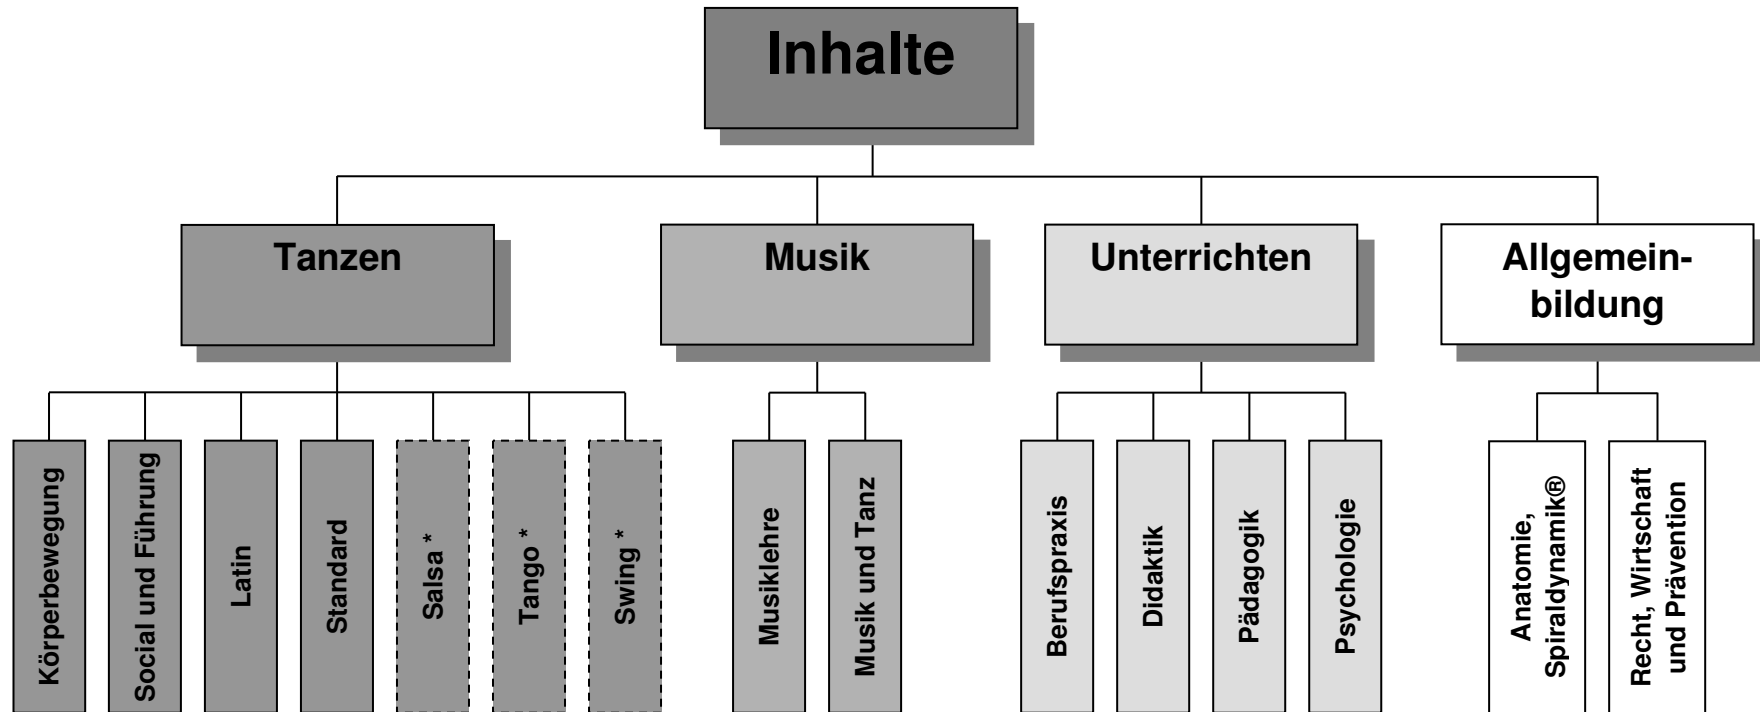 Inhalte
Tanzen
Musik
Unterrichten
Allgemein-
bildung
Körperbewegung
Social und Führung
Latin
Standard
Salsa *
Tango *
Swing *
Musiklehre
Musik und Tanz
Berufspraxis
Didaktik
Pädagogik
Psychologie
Anatomie,
Spiraldynamik®
Recht, Wirtschaft
und Prävention